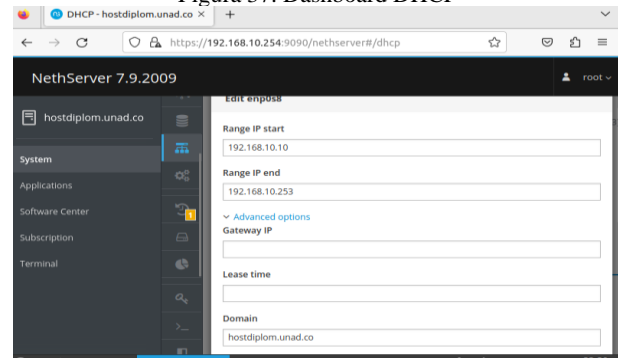 Figura 37. Dashboard DHCP
DHCP - hostdiplom.unad.co
https://192.168.10.254:9090/nethserver#/dhcp
NethServer 7.9.2009
root
hostdiplom.unad.co
System
Applications
Software Center
Subscription
Terminal
1
Edit enp0s8
Range IP start
192.168.10.10
Range IP end
192.168.10.253
Advanced options
Gateway IP
Lease time
Domain
hostdiplom.unad.co